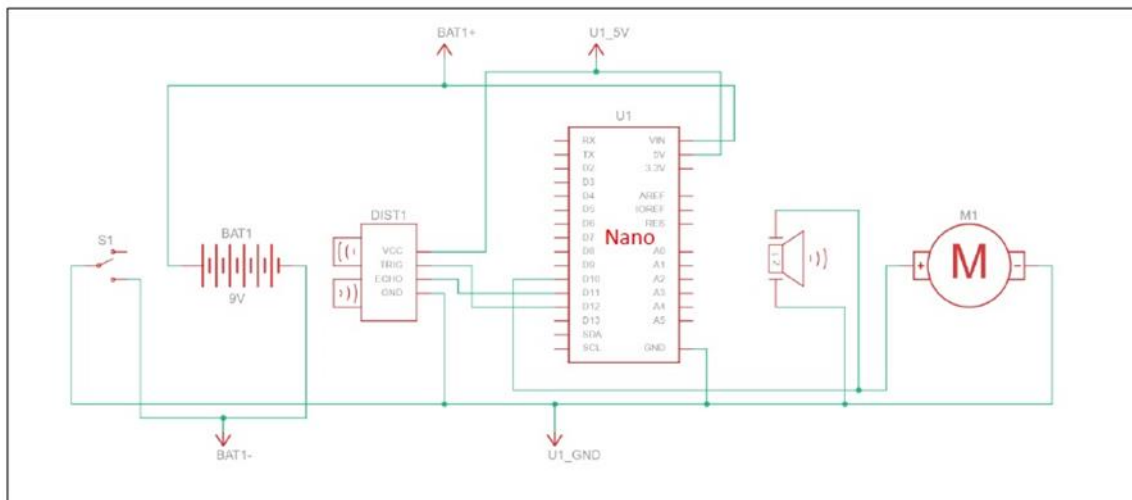 BAT1+
U1_5V
U1
RX
TX
D2
D3
D4
D5
D6
D7
D8
D9
D10
D11
D12
D13
SDA
SCL
VIN
5V
3.3V
AREF
IOREF
RES
A0
A1
A2
A3
A4
A5
GND
Nano
DIST1
VCC
TRIG
ECHO
GND
S1
BAT1
9V
M1
+
M
-
BAT1-
U1_GND